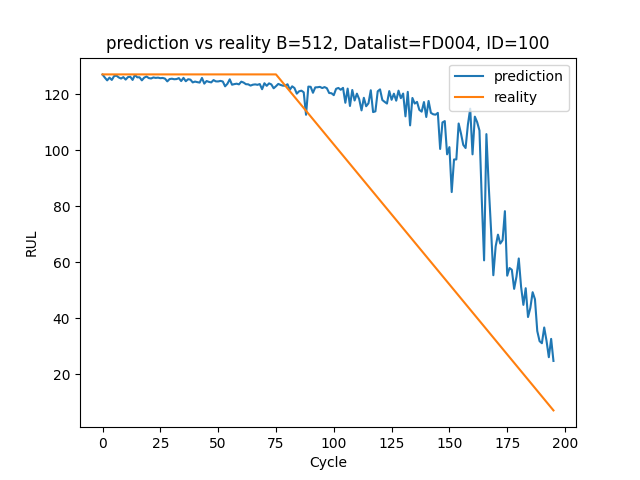 prediction vs reality B=512, Datalist=FD004, ID=100
prediction
reality
RUL
120
100
80
60
40
20
0 25 50 75 100 125 150 175 200
Cycle